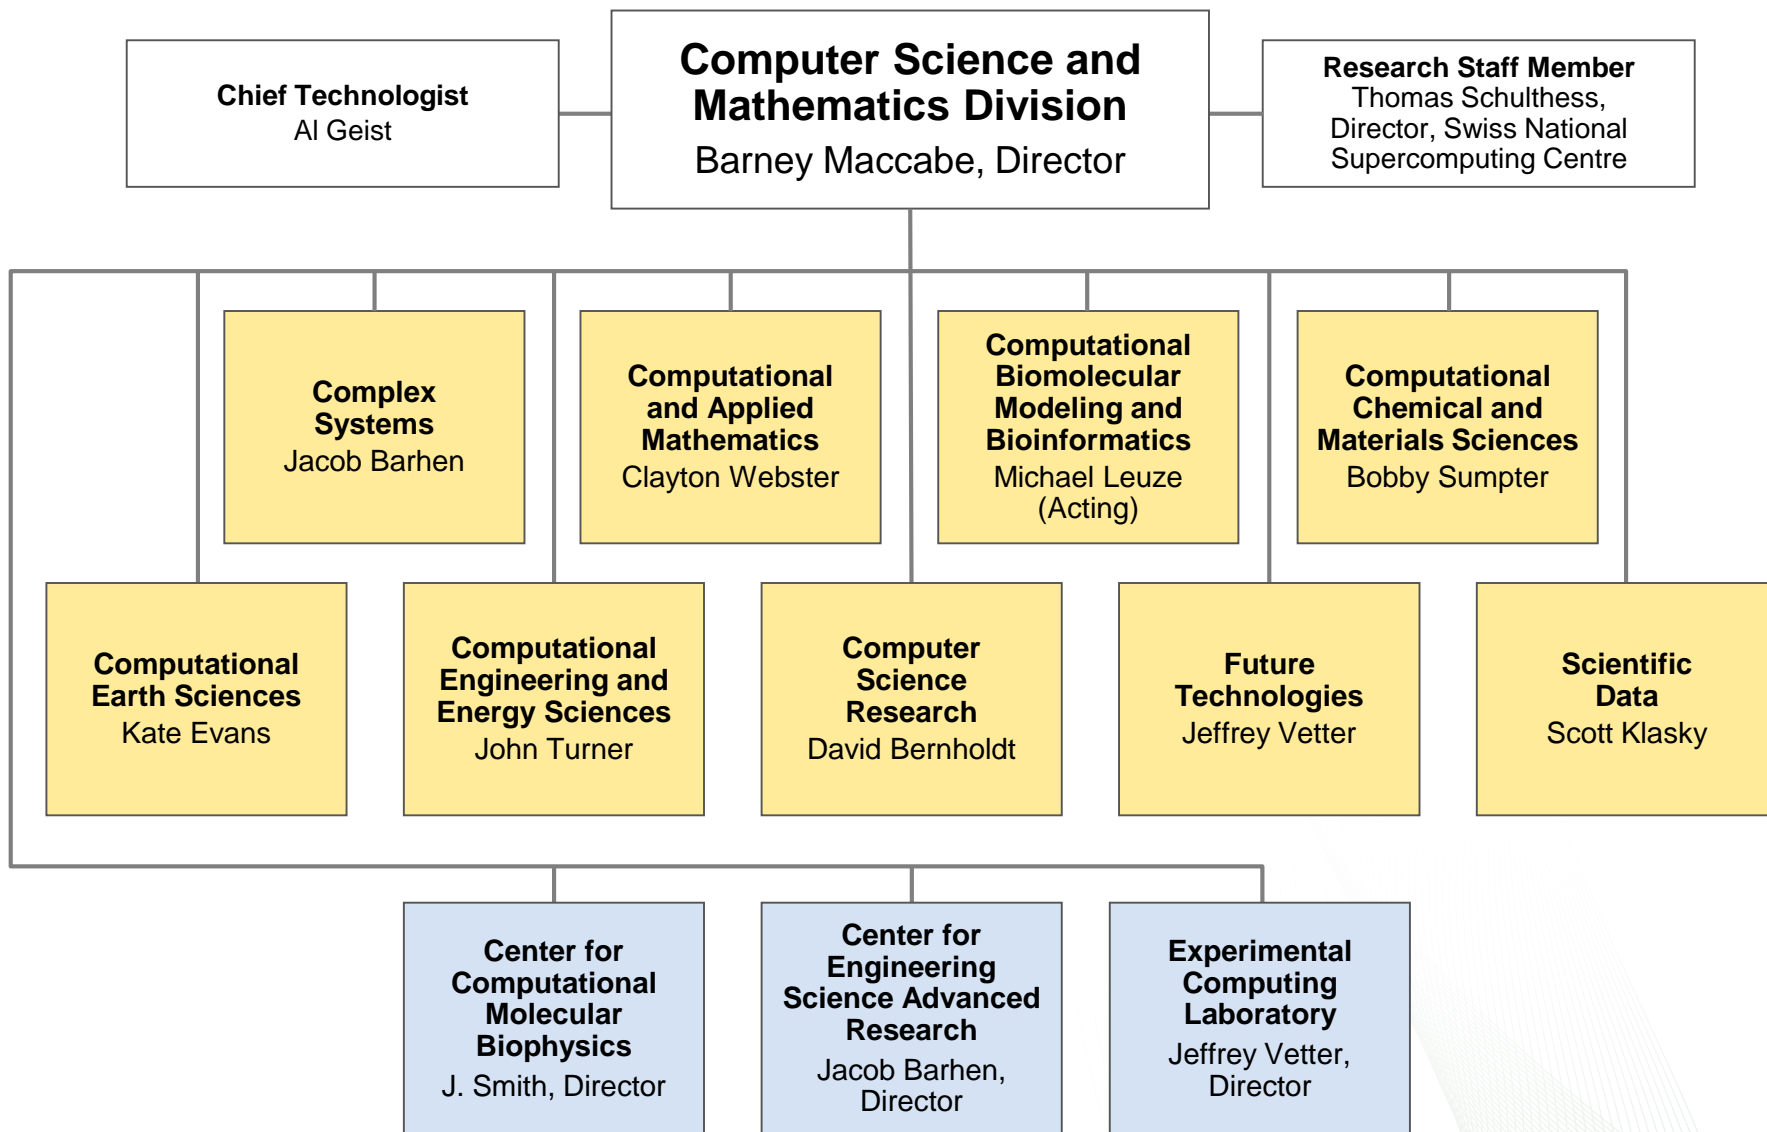 Chief Technologist
Al Geist
Computer Science and
Mathematics Division
Barney Maccabe, Director
Research Staff Member
Thomas Schulthess,
Director, Swiss National
Supercomputing Centre
Complex
Systems
Jacob Barhen
Computational
and Applied
Mathematics
Clayton Webster
Computational
Biomolecular
Modeling and
Bioinformatics
Michael Leuze
(Acting)
Computational
Chemical and
Materials Sciences
Bobby Sumpter
Computational
Earth Sciences
Kate Evans
Computational
Engineering and
Energy Sciences
John Turner
Computer
Science
Research
David Bernholdt
Future
Technologies
Jeffrey Vetter
Scientific
Data
Scott Klasky
Center for
Computational
Molecular
Biophysics
J. Smith, Director
Center for
Engineering
Science Advanced
Research
Jacob Barhen,
Director
Experimental
Computing
Laboratory
Jeffrey Vetter,
Director